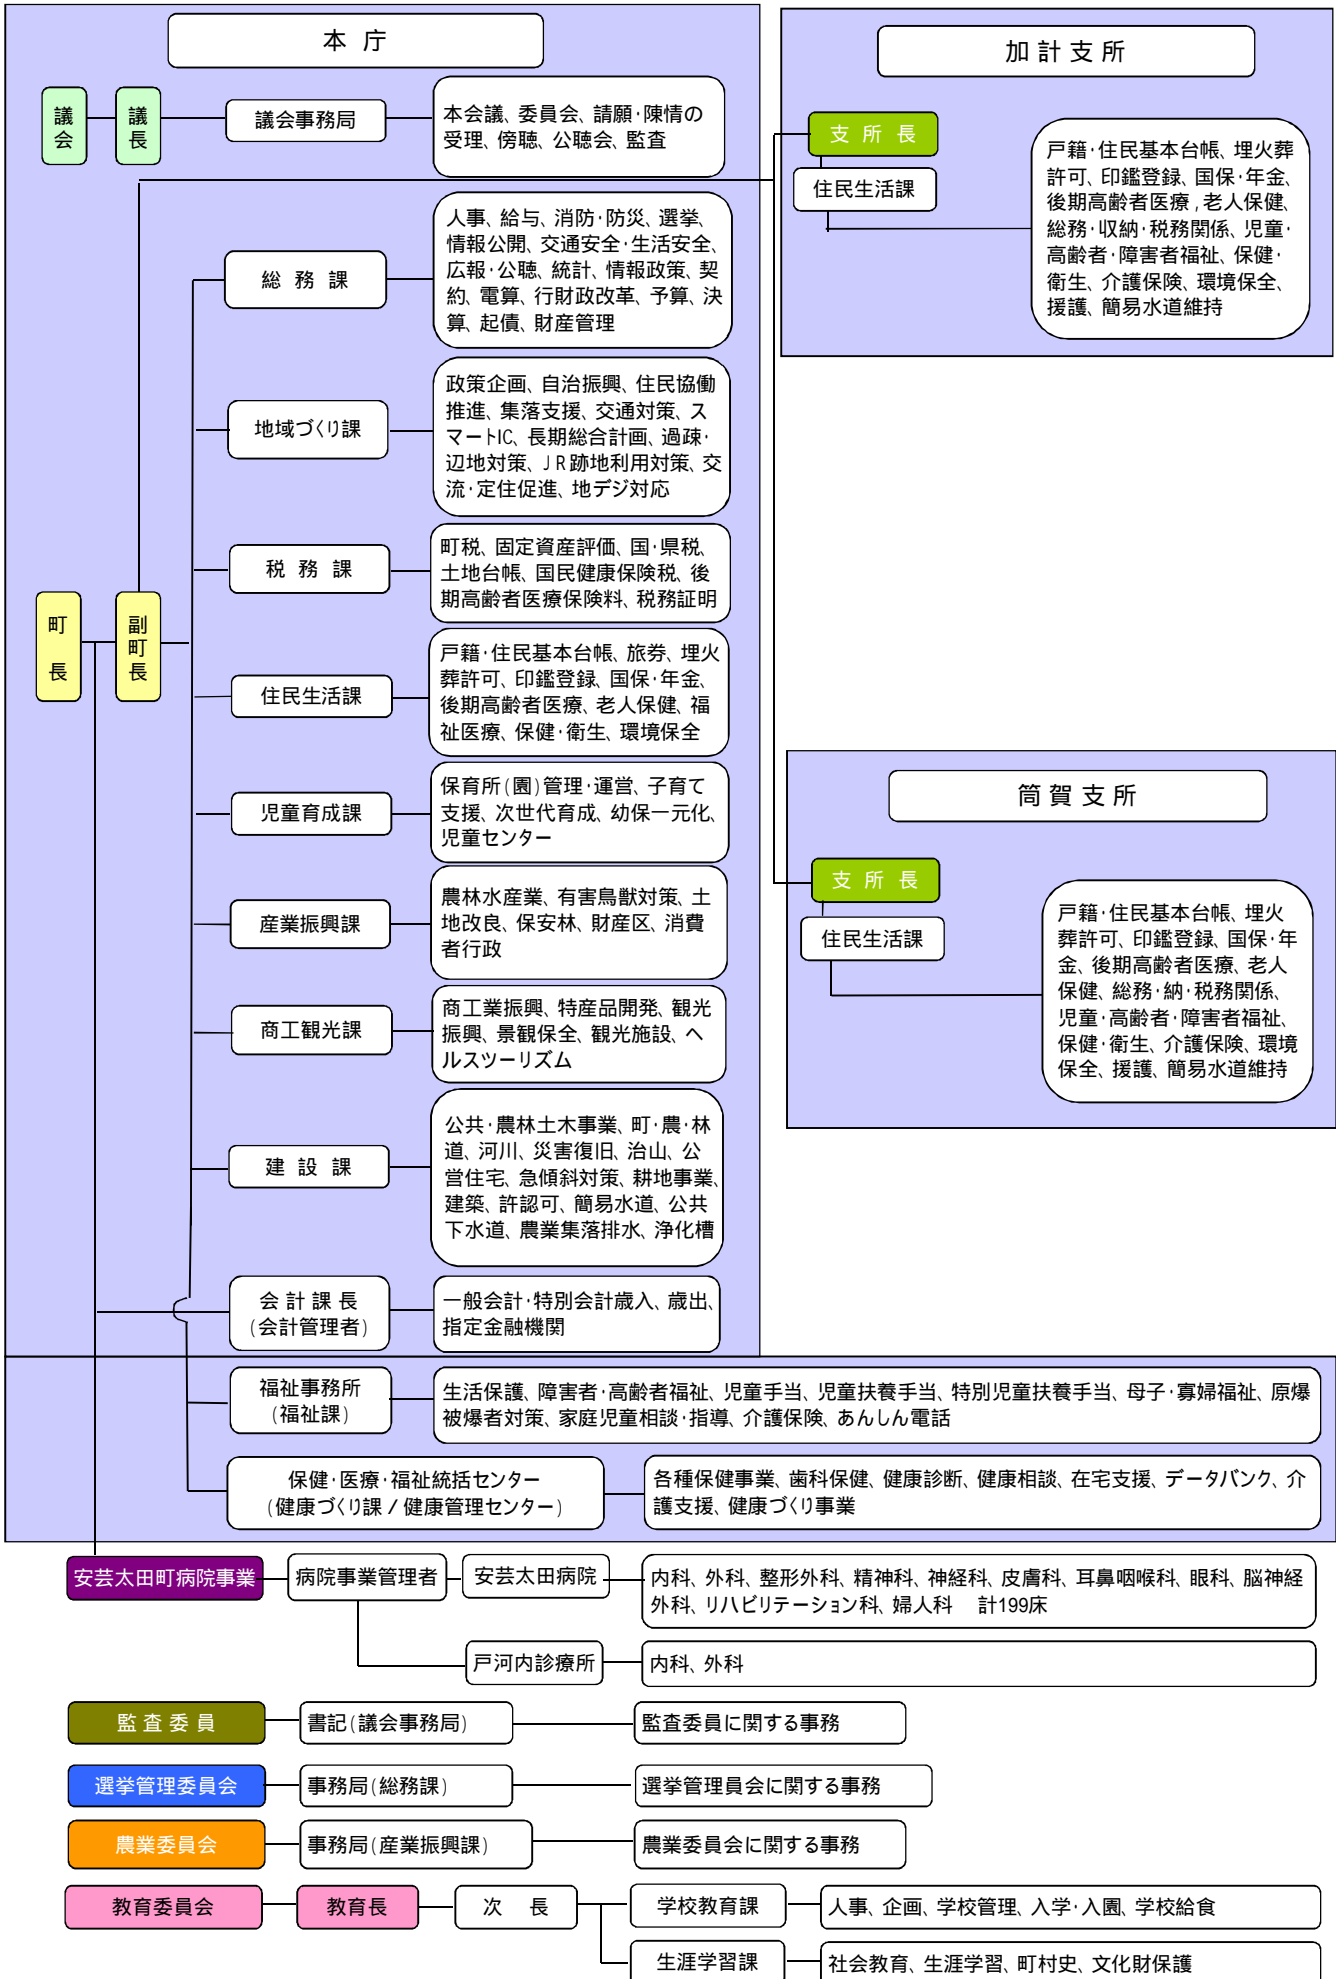 本 庁
議会
議長
議会事務局
本会議、委員会、請願・陳情の
受理、傍聴、公聴会、監査
総 務 課
人事、給与、消防・防災、選挙、
情報公開、交通安全・生活安全、
広報・公聴、統計、情報政策、契
約、電算、行財政改革、予算、決
算、起債、財産管理
地域づくり課
政策企画、自治振興、住民協働
推進、集落支援、交通対策、ス
マートIC、長期総合計画、過疎・
辺地対策、JR跡地利用対策、交
流・定住促進、地デジ対応
税 務 課
町税、固定資産評価、国・県税、
土地台帳、国民健康保険税、後
期高齢者医療保険料、税務証明
町 長
副町長
住民生活課
戸籍・住民基本台帳、旅券、埋火
葬許可、印鑑登録、国保・年金、
後期高齢者医療、老人保健、福
祉医療、保健・衛生、環境保全
児童育成課
保育所(園)管理・運営、子育て
支援、次世代育成、幼保一元化、
児童センター
産業振興課
農林水産業、有害鳥獣対策、土
地改良、保安林、財産区、消費
者行政
商工観光課
商工業振興、特産品開発、観光
振興、景観保全、観光施設、ヘ
ルスツーリズム
建 設 課
公共・農林土木事業、町・農・林
道、河川、災害復旧、治山、公
営住宅、急傾斜対策、耕地事業、
建築、許認可、簡易水道、公共
下水道、農業集落排水、浄化槽
会 計 課 長
(会計管理者)
一般会計・特別会計歳入、歳出、
指定金融機関
加 計 支 所
支 所 長
住民生活課
戸籍・住民基本台帳、埋火葬
許可、印鑑登録、国保・年金、
後期高齢者医療,老人保健、
総務・収納・税務関係、児童・
高齢者・障害者福祉、保健・
衛生、介護保険、環境保全、
援護、簡易水道維持
筒 賀 支 所
支 所 長
住民生活課
戸籍・住民基本台帳、埋火
葬許可、印鑑登録、国保・年
金、後期高齢者医療、老人
保健、総務・納・税務関係、
児童・高齢者・障害者福祉、
保健・衛生、介護保険、環境
保全、援護、簡易水道維持
福祉事務所
(福祉課)
生活保護、障害者・高齢者福祉、児童手当、児童扶養手当、特別児童扶養手当、母子・寡婦福祉、原爆
被爆者対策、家庭児童相談・指導、介護保険、あんしん電話
保健・医療・福祉統括センター
(健康づくり課/健康管理センター)
各種保健事業、歯科保健、健康診断、健康相談、在宅支援、データバンク、介
護支援、健康づくり事業
安芸太田町病院事業
病院事業管理者
安芸太田病院
内科、外科、整形外科、精神科、神経科、皮膚科、耳鼻咽喉科、眼科、脳神経
外科、リハビリテーション科、婦人科 計199床
戸河内診療所
内科、外科
監 査 委 員
書記(議会事務局)
監査委員に関する事務
選挙管理委員会
事務局(総務課)
選挙管理員会に関する事務
農業委員会
事務局(産業振興課)
農業委員会に関する事務
教育委員会
教育長
次 長
学校教育課
人事、企画、学校管理、入学・入園、学校給食
生涯学習課
社会教育、生涯学習、町村史、文化財保護